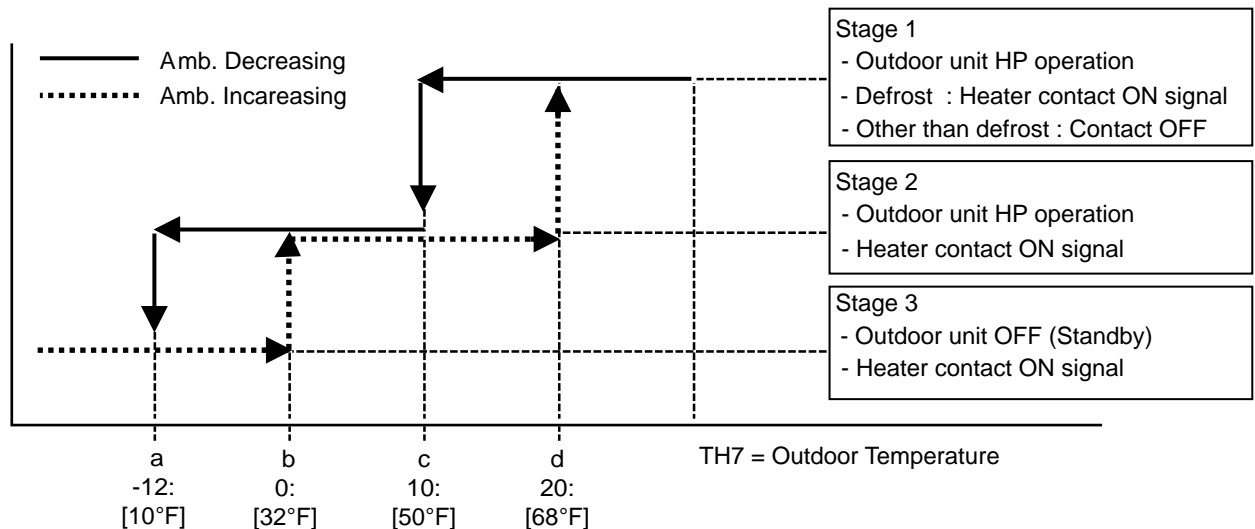 Amb. Decreasing
Amb. Incareasing
Stage 1
- Outdoor unit HP operation
- Defrost : Heater contact ON signal
- Other than defrost : Contact OFF
Stage 2
- Outdoor unit HP operation
- Heater contact ON signal
Stage 3
- Outdoor unit OFF (Standby)
- Heater contact ON signal
a b c d TH7 = Outdoor Temperature
-12: 0: 10: 20:
[10°F] [32°F] [50°F] [68°F]